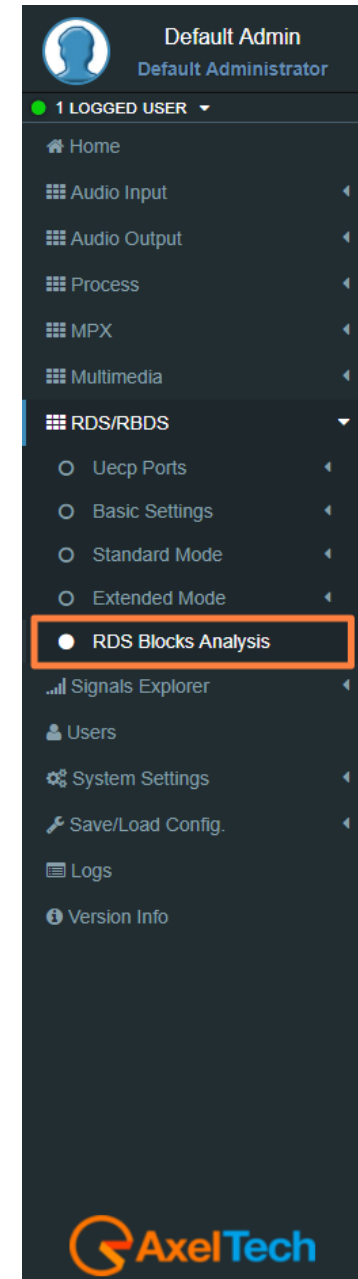 Default Admin
Default Administrator
1 LOGGED USER
Home
Audio Input
Audio Output
Process
MPX
Multimedia
RDS/RBDS
Uecp Ports
Basic Settings
Standard Mode
Extended Mode
RDS Blocks Analysis
Signals Explorer
Users
System Settings
Save/Load Config.
Logs
Version Info
AxelTech